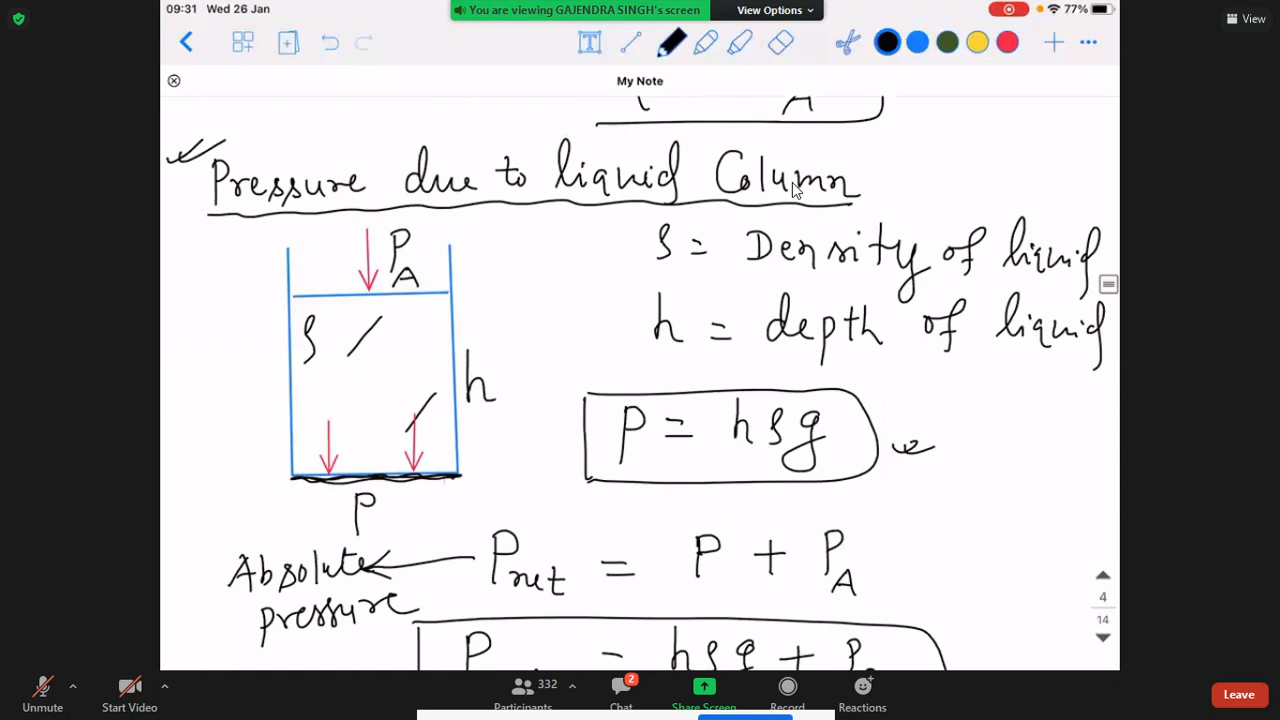 09:31 Wed 26 Jan
You are viewing GAJENDRA SINGH's screen
View Options
77%
View
My Note
A
Pressure due to liquid Column
P
A
ρ = Density of liquid
ρ
h = depth of liquid
h
P = hρg
P
Absolute pressure
P net = P + P A
P = hρg + P
4
14
Unmute
Start Video
332
Participants
2
Chat
Share Screen
Record
Reactions
Leave